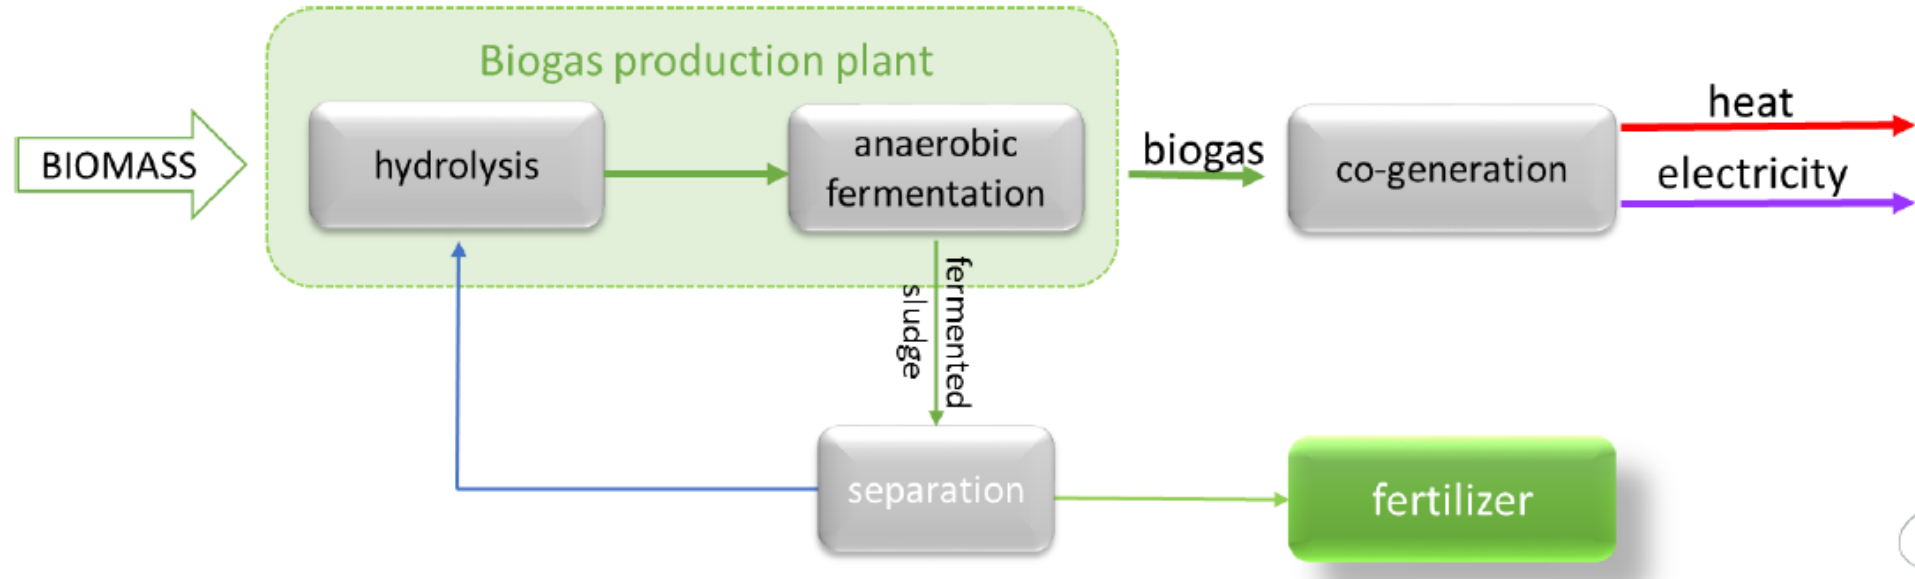 Biogas production plant
BIOMASS
hydrolysis
anaerobic
fermentation
biogas
co-generation
heat
electricity
fermented
sludge
separation
fertilizer